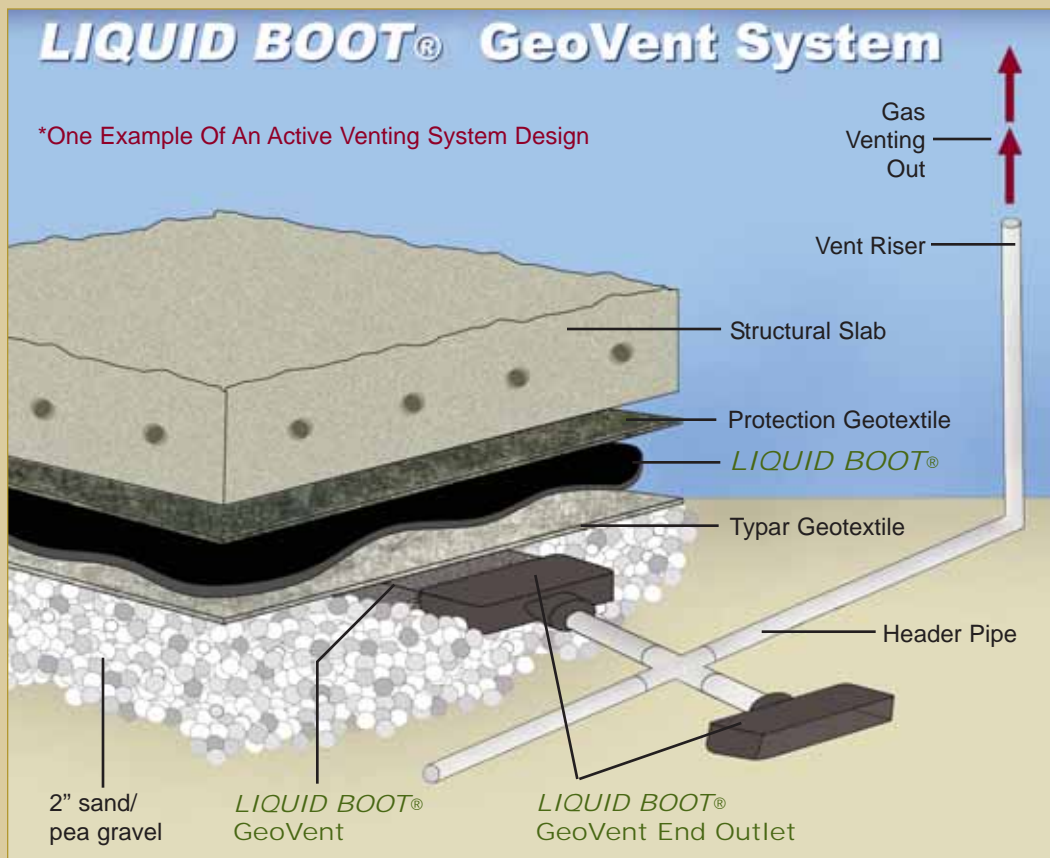 LIQUID BOOT® GeoVent System
*One Example Of An Active Venting System Design
Gas
Venting
Out
Vent Riser
Structural Slab
Protection Geotextile
LIQUID BOOT®
Typar Geotextile
Header Pipe
2” sand/
pea gravel
LIQUID BOOT®
GeoVent
LIQUID BOOT®
GeoVent End Outlet